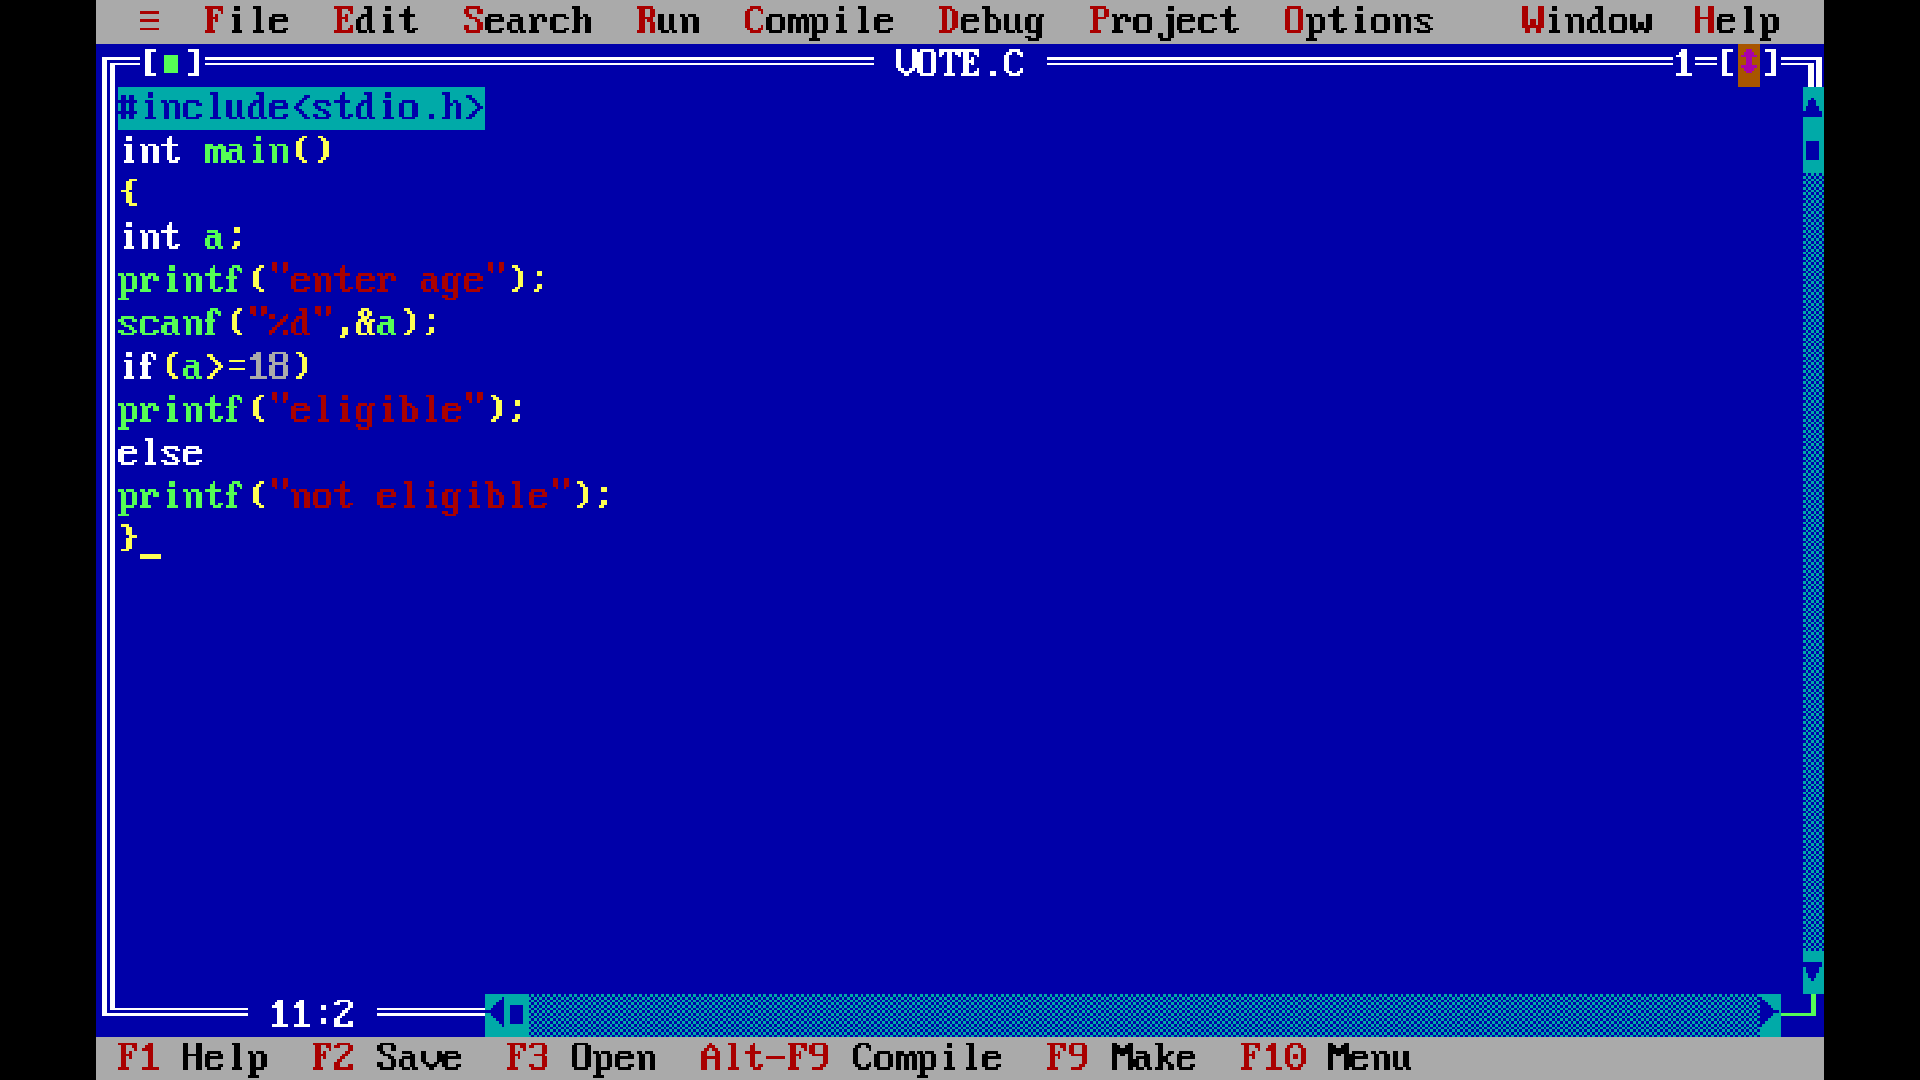 ≡ File Edit Search Run Compile Debug Project Options Window Help
[■] VOTE.C 1=[↕]
#include<stdio.h>
int main()
{
int a;
printf("enter age");
scanf("%d",&a);
if(a>=18)
printf("eligible");
else
printf("not eligible");
}
11:2
F1 Help F2 Save F3 Open Alt-F9 Compile F9 Make F10 Menu